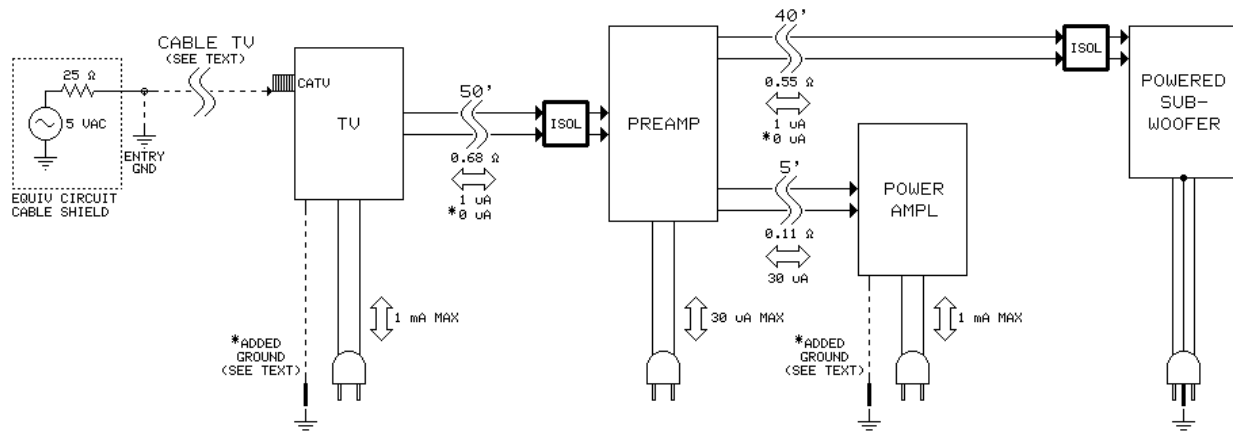 CABLE TV
(SEE TEXT)
25 Ω
5 VAC
ENTRY
GND
EQUIV CIRCUIT
CABLE SHIELD
CATV
TV
50'
0.68 Ω
1 uA
*0 uA
ISOL
PREAMP
40'
0.55 Ω
1 uA
*0 uA
ISOL
POWERED
SUB-
WOOFER
5'
0.11 Ω
30 uA
POWER
AMPL
*ADDED
GROUND
(SEE TEXT)
1 mA MAX
30 uA MAX
*ADDED
GROUND
(SEE TEXT)
1 mA MAX